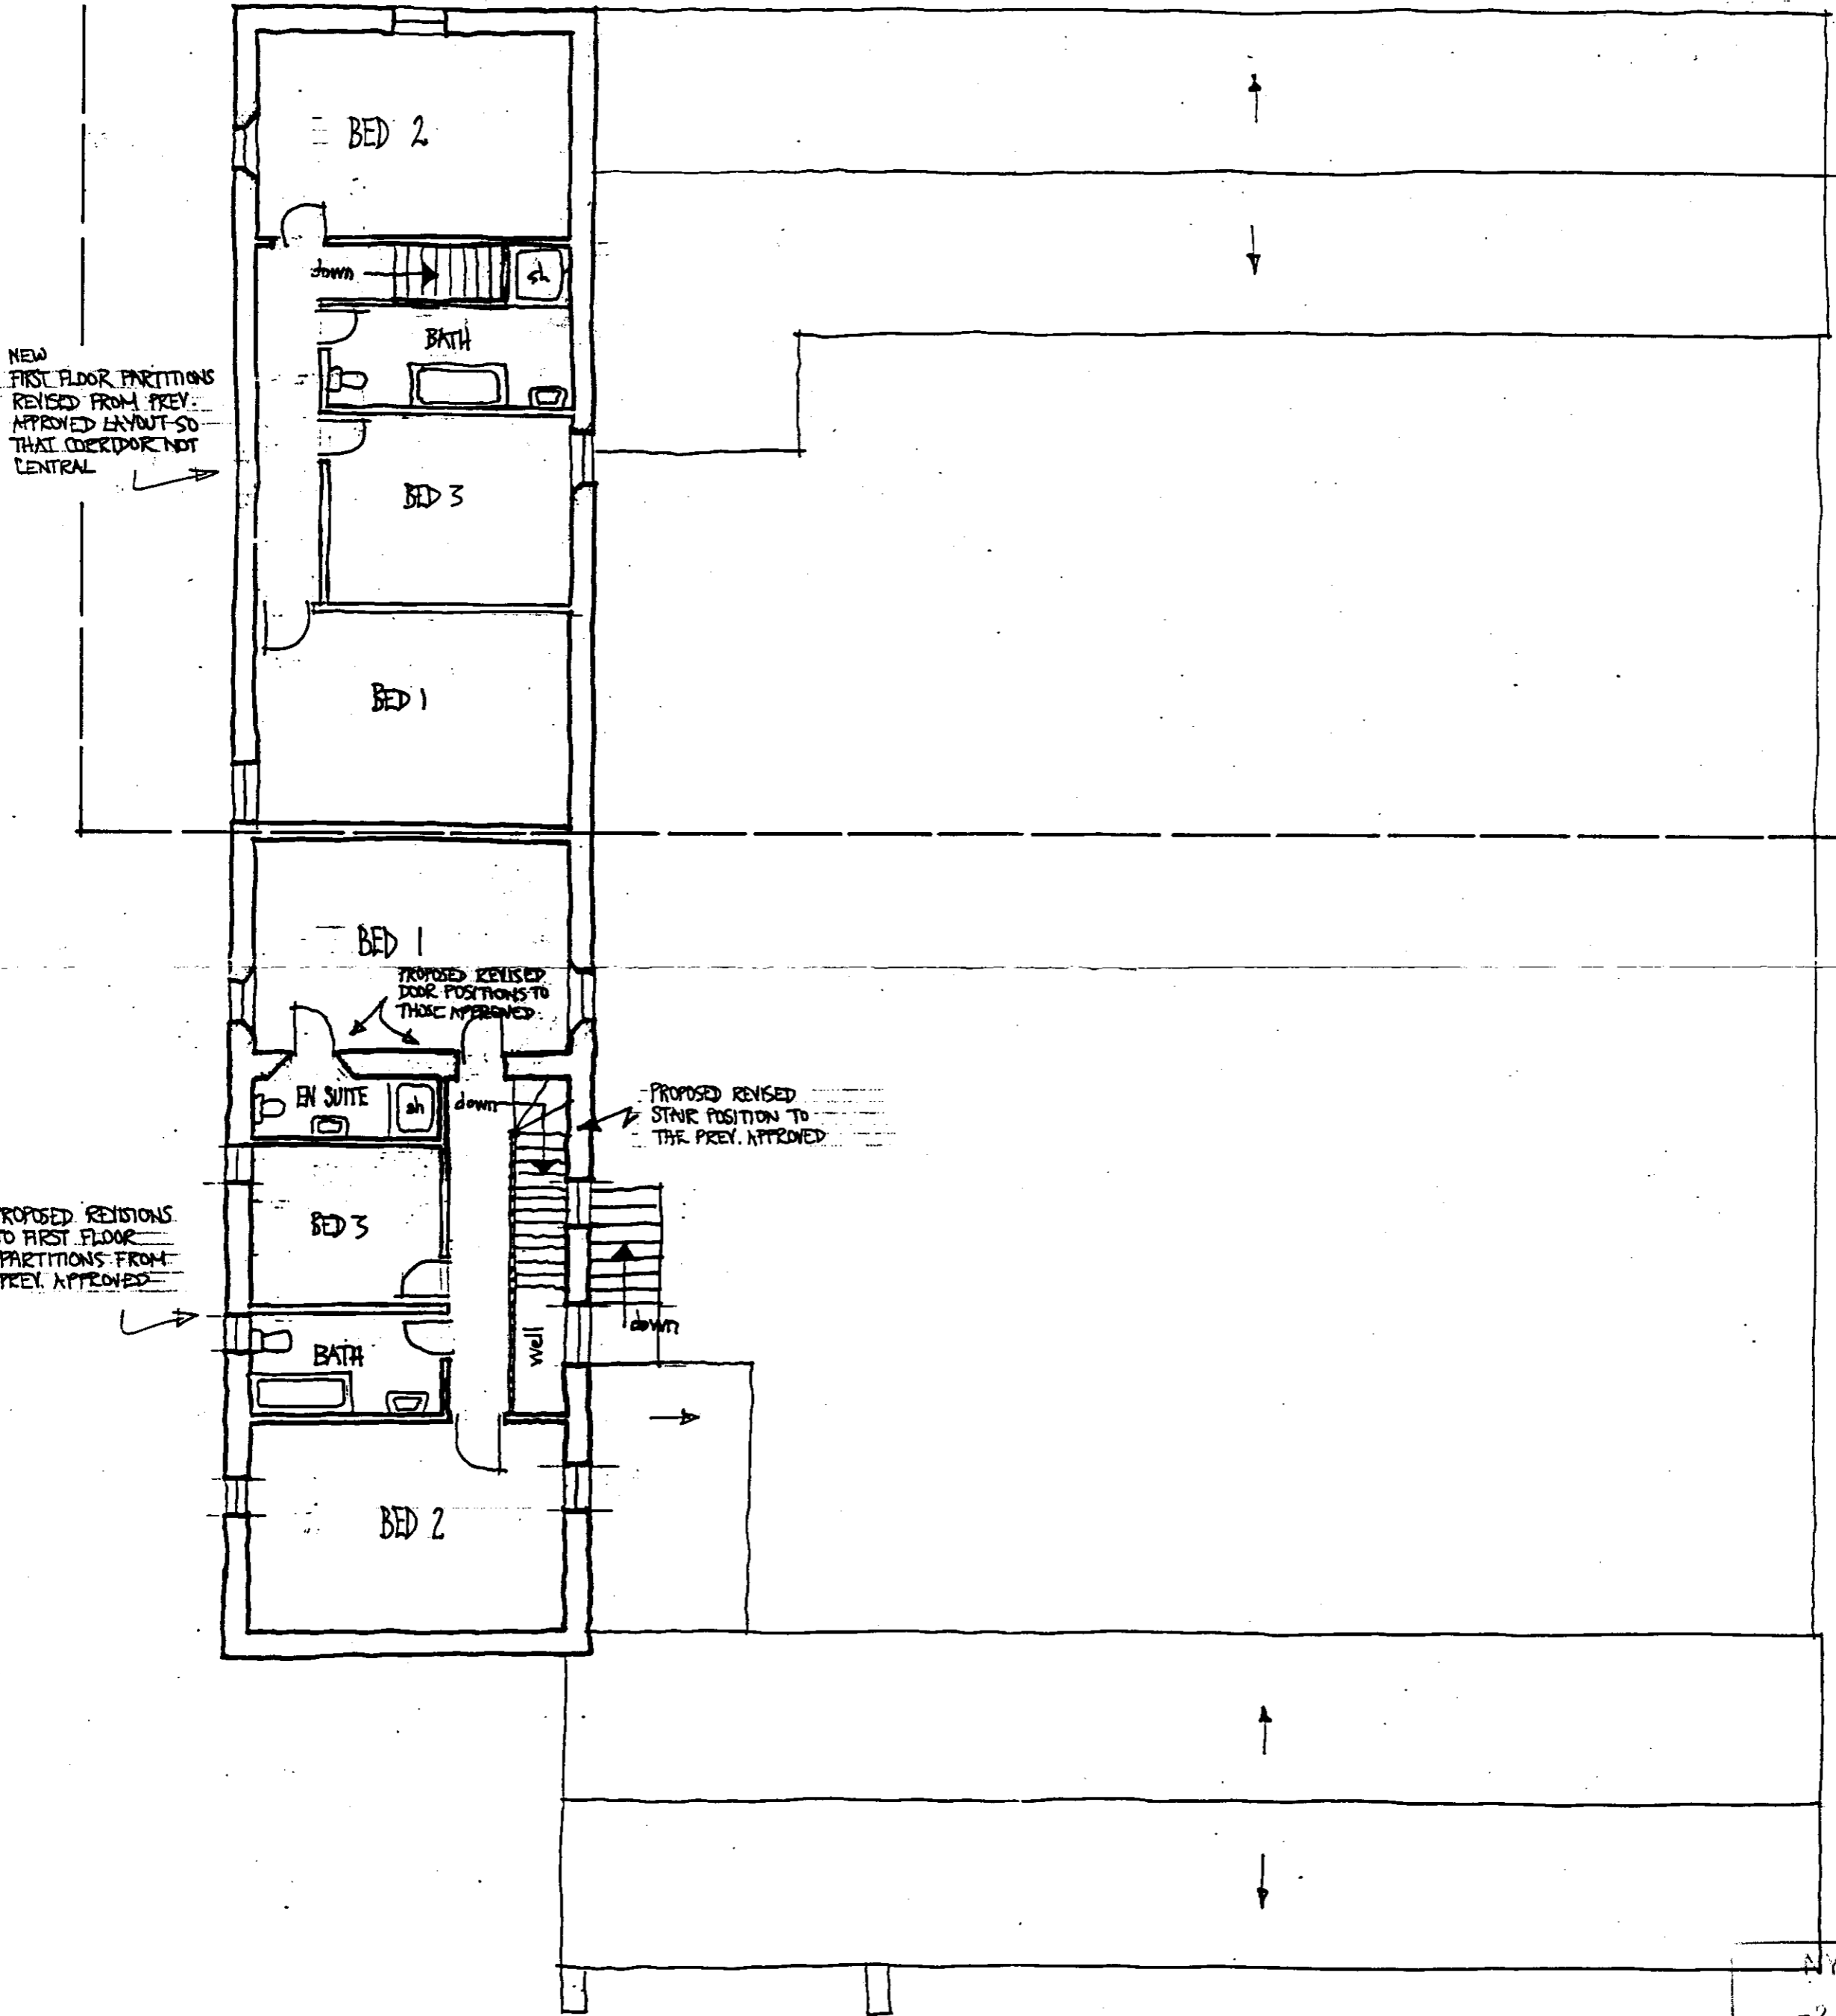 BED 2
down
sh
BATH
NEW
FIRST FLOOR PARTITIONS
REVISED FROM PREV.
APPROVED LAYOUT SO
THAT CORRIDOR NOT
CENTRAL
BED 3
BED 1
BED 1
PROPOSED REVISED
DOOR POSITIONS TO
THOSE APPROVED
EN SUITE
sh
down
PROPOSED REVISED
STAIR POSITION TO
THE PREV. APPROVED
BED 3
ROPOSED REVISIONS
TO FIRST FLOOR
PARTITIONS FROM
PREV. APPROVED
down
well
BATH
BED 2